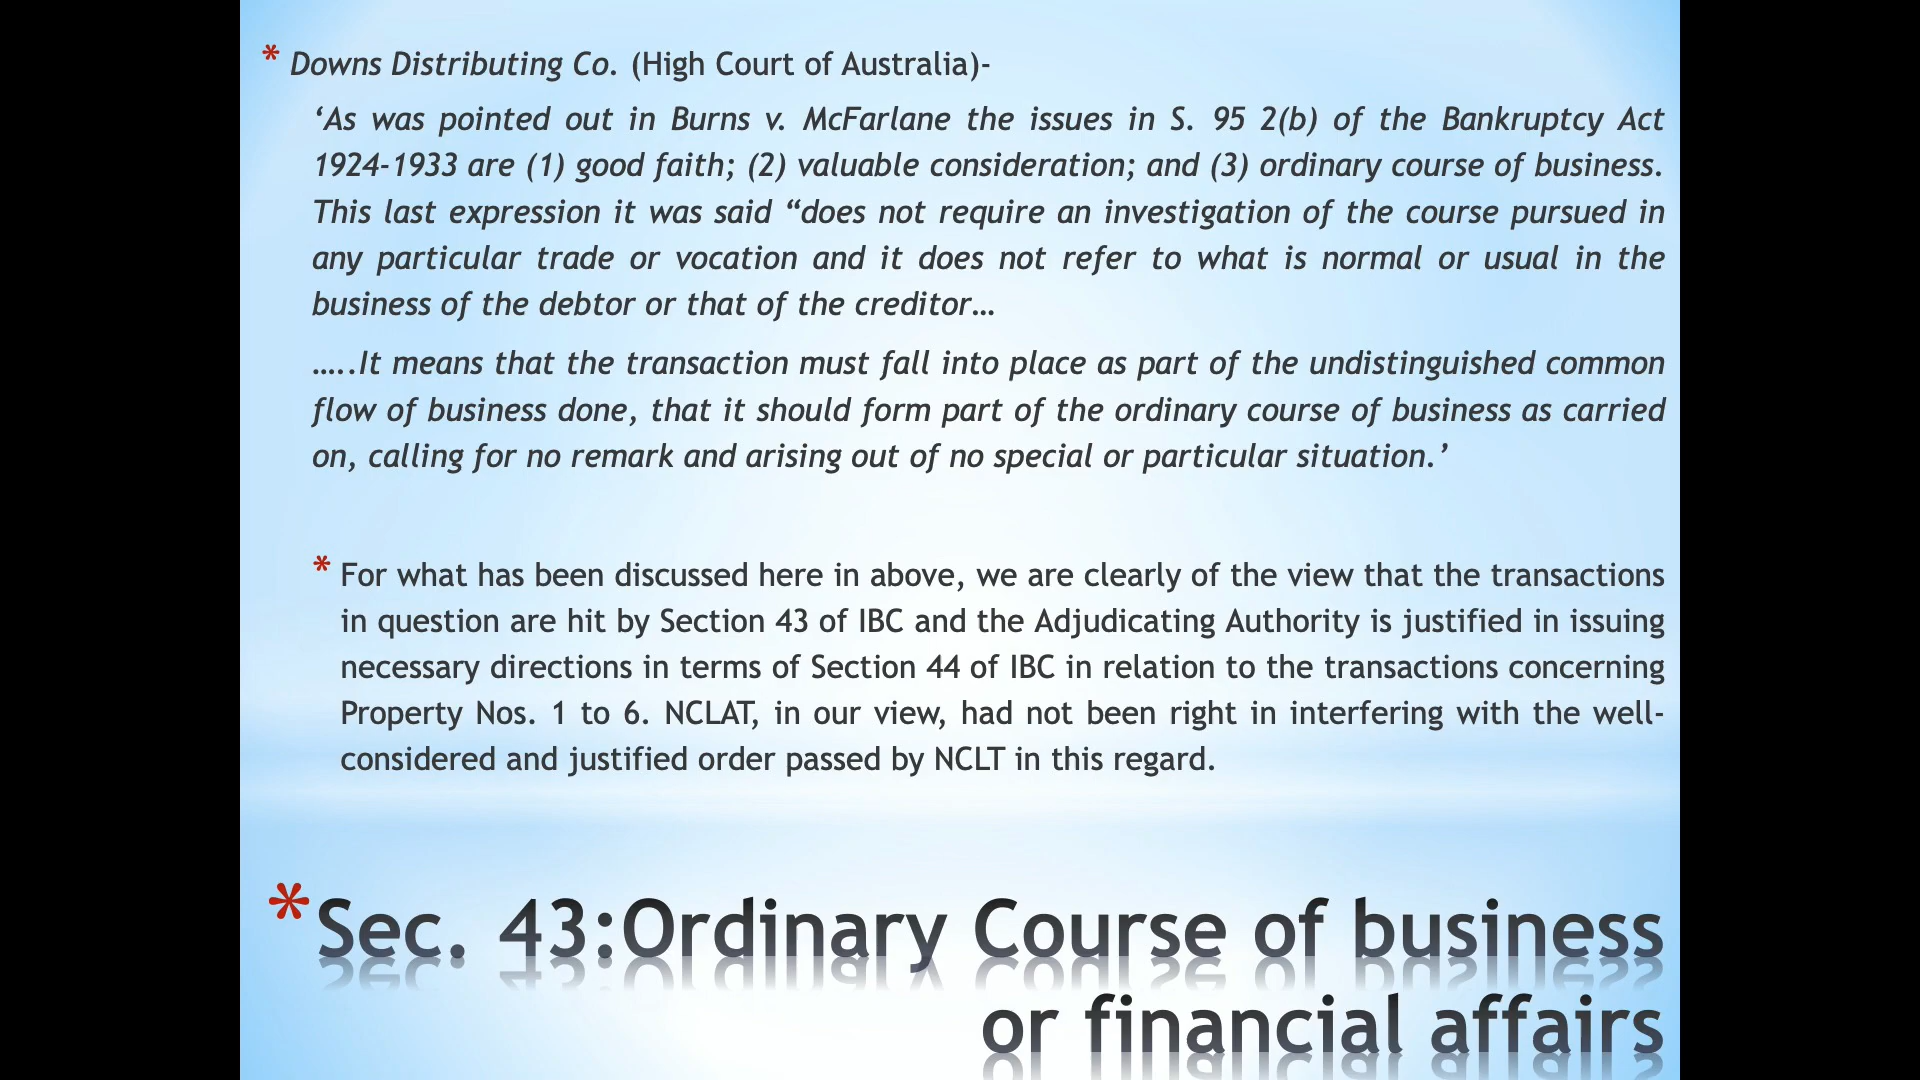 * Downs Distributing Co. (High Court of Australia)-
‘As was pointed out in Burns v. McFarlane the issues in S. 95 2(b) of the Bankruptcy Act
1924-1933 are (1) good faith; (2) valuable consideration; and (3) ordinary course of business.
This last expression it was said “does not require an investigation of the course pursued in
any particular trade or vocation and it does not refer to what is normal or usual in the
business of the debtor or that of the creditor…
…..It means that the transaction must fall into place as part of the undistinguished common
flow of business done, that it should form part of the ordinary course of business as carried
on, calling for no remark and arising out of no special or particular situation.’
* For what has been discussed here in above, we are clearly of the view that the transactions
in question are hit by Section 43 of IBC and the Adjudicating Authority is justified in issuing
necessary directions in terms of Section 44 of IBC in relation to the transactions concerning
Property Nos. 1 to 6. NCLAT, in our view, had not been right in interfering with the well-
considered and justified order passed by NCLT in this regard.
*Sec. 43:Ordinary Course of business
or financial affairs